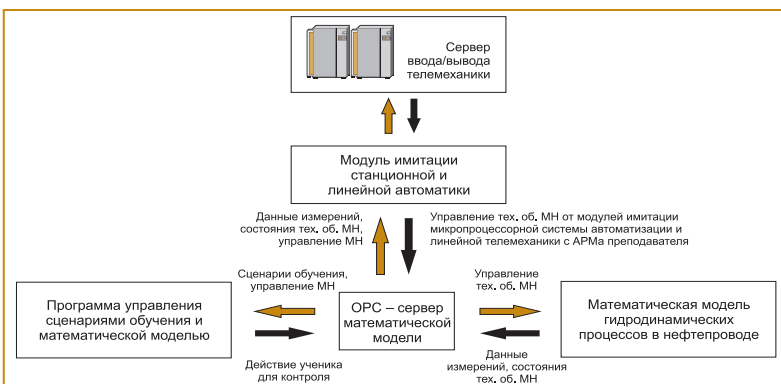 Сервер
ввода/вывода
телемеханики
Модуль имитации
станционной и
линейной автоматики
Данные измерений,
состояния тех. об. МН,
управление МН
Управление тех. об. МН от модулей имитации
микропроцессорной системы автоматизации и
линейной телемеханики с АРМа преподавателя
Сценарии обучения,
управление МН
Управление
тех. об. МН
Программа управления
сценариями обучения и
математической моделью
ОРС – сервер
математической
модели
Математическая модель
гидродинамических
процессов в нефтепроводе
Действие ученика
для контроля
Данные
измерений, состояния
тех. об. МН